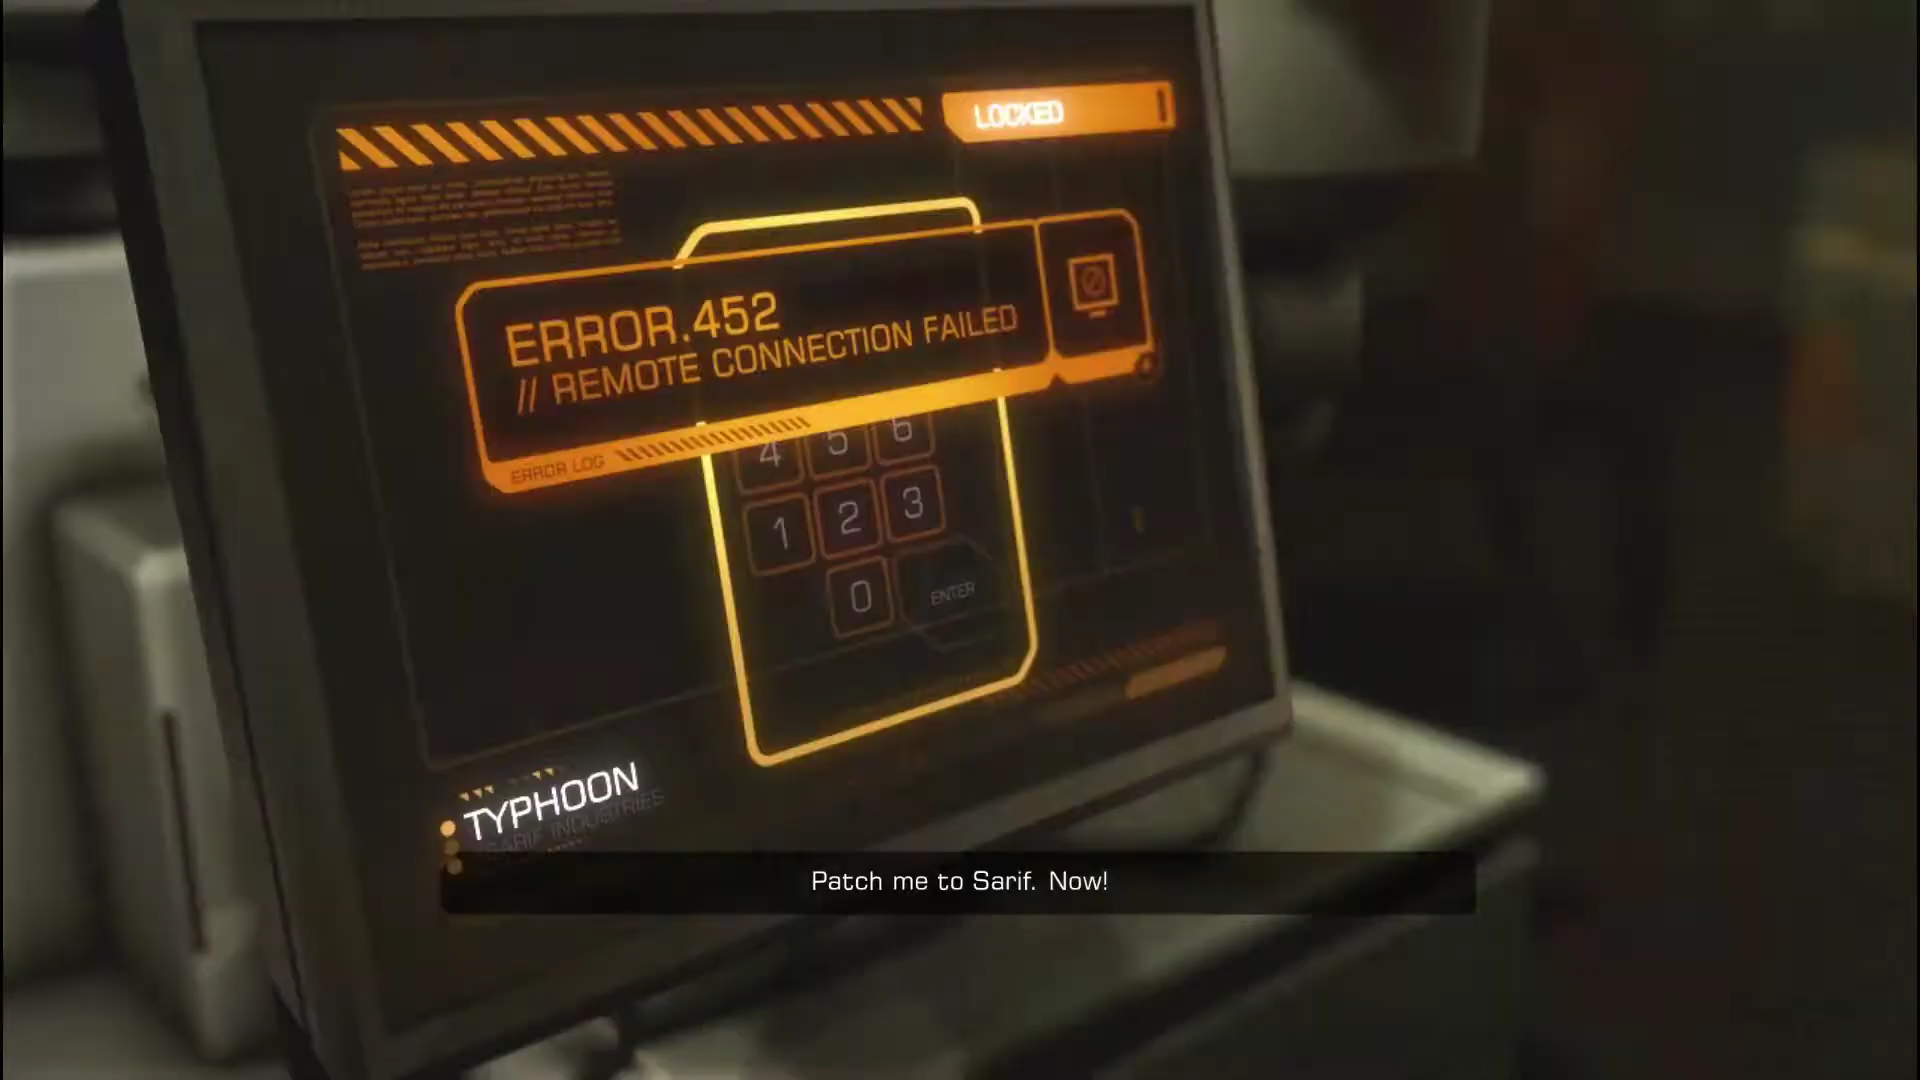 LOCKED
ERROR.452
// REMOTE CONNECTION FAILED
ERROR LOG
4 5 6
1 2 3
0 ENTER
TYPHOON
SARIF INDUSTRIES
Patch me to Sarif. Now!